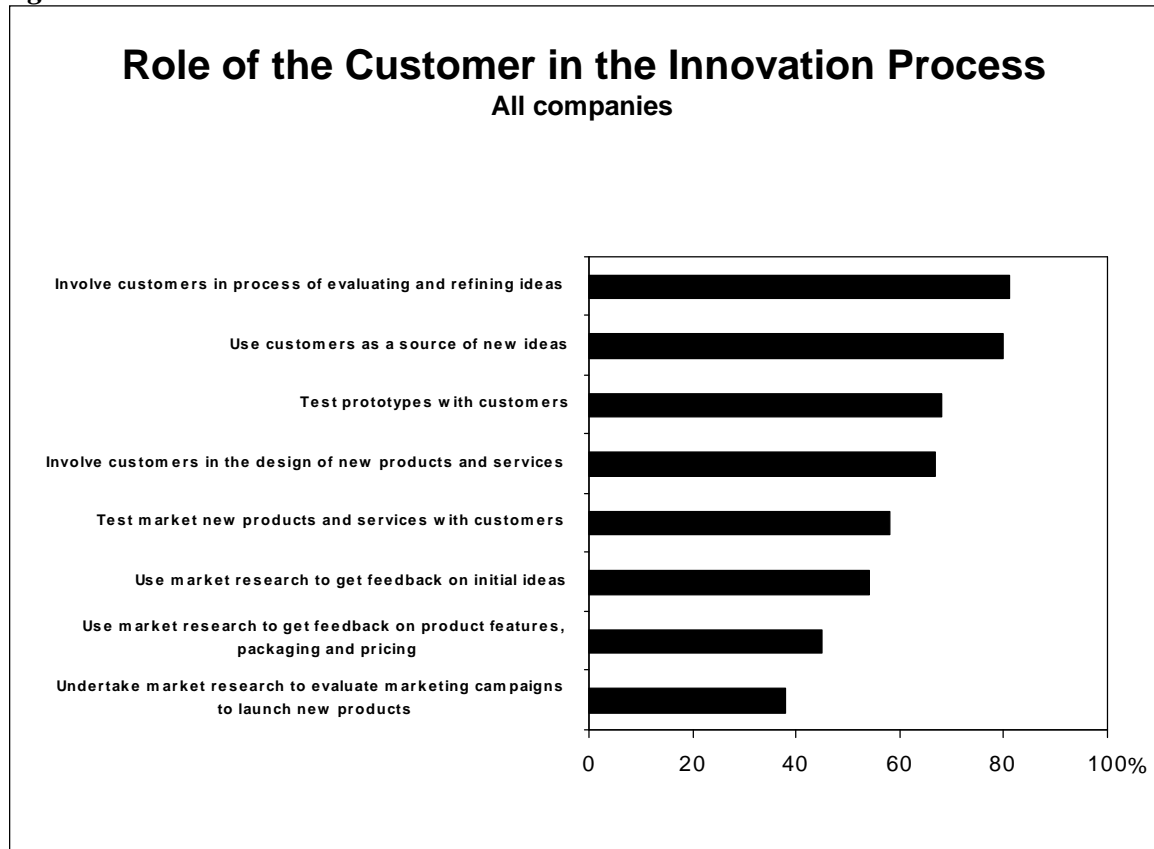 Role of the Customer in the Innovation Process
All companies
Involve customers in process of evaluating and refining ideas
Use customers as a source of new ideas
Test prototypes with customers
Involve customers in the design of new products and services
Test market new products and services with customers
Use market research to get feedback on initial ideas
Use market research to get feedback on product features,
packaging and pricing
Undertake market research to evaluate marketing campaigns
to launch new products
0 20 40 60 80 100%